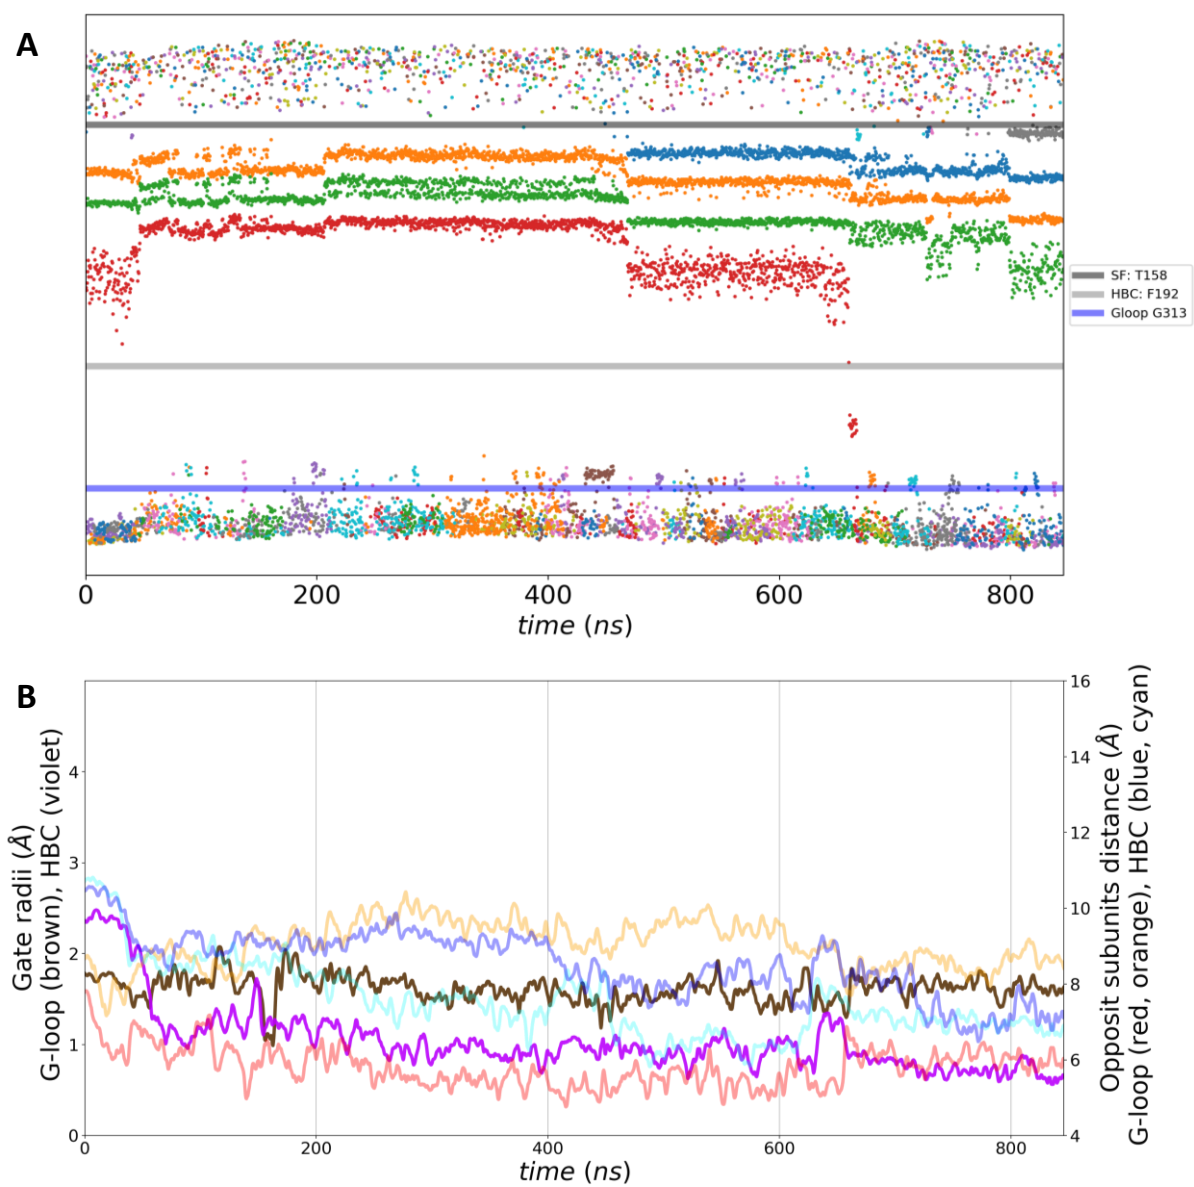 A
SF: T158
HBC: F192
Gloop G313
0 200 400 600 800
time (ns)
B
Gate radii (Å)
G-loop (brown), HBC (violet)
4
3
2
1
0
16
14
12
10
8
6
4
Opposit subunits distance (Å)
G-loop (red, orange), HBC (blue, cyan)
0 200 400 600 800
time (ns)